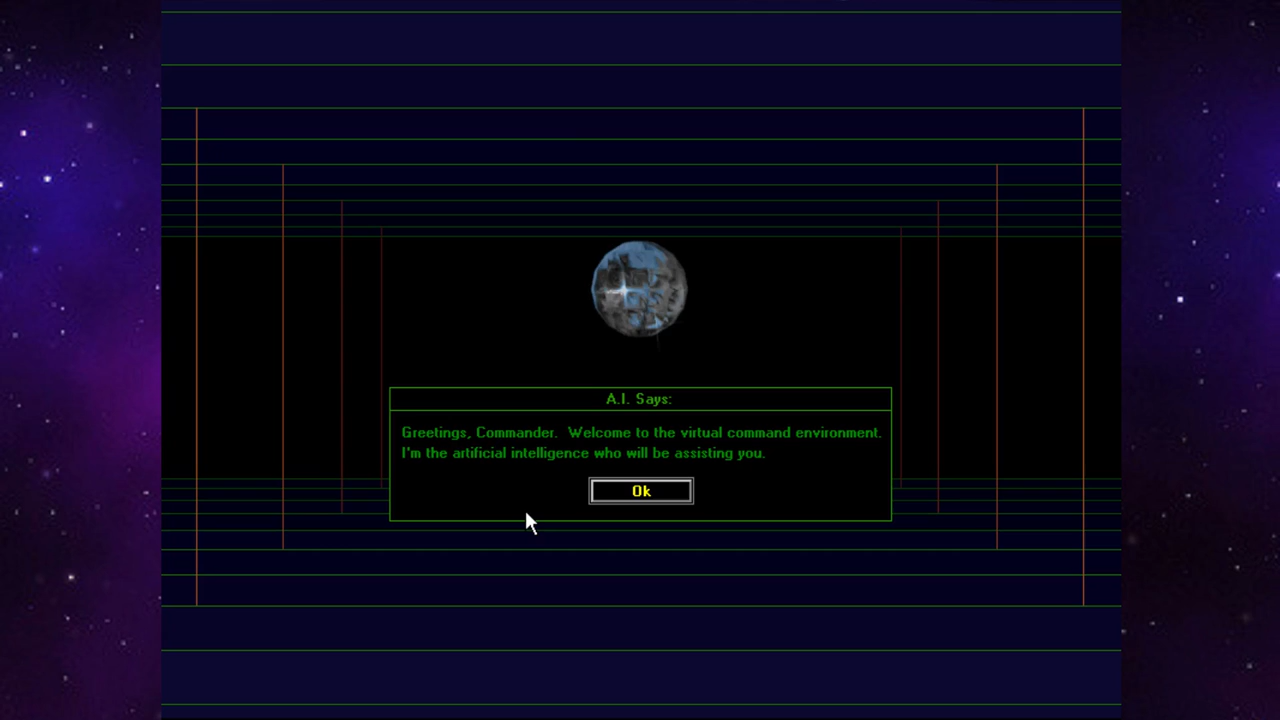 A.I. Says:
Greetings, Commander.  Welcome to the virtual command environment.
I'm the artificial intelligence who will be assisting you.
Ok